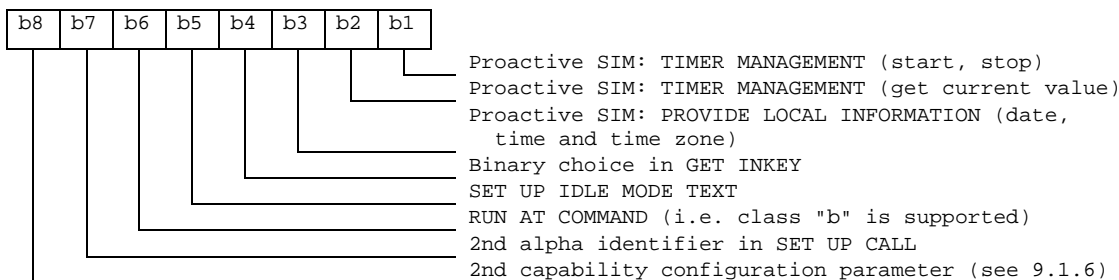 b8 b7 b6 b5 b4 b3 b2 b1
Proactive SIM: TIMER MANAGEMENT (start, stop)
Proactive SIM: TIMER MANAGEMENT (get current value)
Proactive SIM: PROVIDE LOCAL INFORMATION (date,
time and time zone)
Binary choice in GET INKEY
SET UP IDLE MODE TEXT
RUN AT COMMAND (i.e. class "b" is supported)
2nd alpha identifier in SET UP CALL
2nd capability configuration parameter (see 9.1.6)